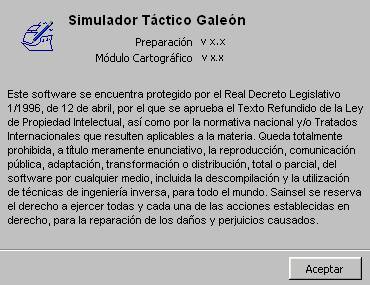 Simulador Táctico Galeón
Preparación v x.x
Módulo Cartográfico v x.x
Este software se encuentra protegido por el Real Decreto Legislativo
1/1996, de 12 de abril, por el que se aprueba el Texto Refundido de la Ley
de Propiedad Intelectual, así como por la normativa nacional y/o Tratados
Internacionales que resulten aplicables a la materia. Queda totalmente
prohibida, a título meramente enunciativo, la reproducción, comunicación
pública, adaptación, transformación o distribución, total o parcial, del
software por cualquier medio, incluida la descompilación y la utilización
de técnicas de ingeniería inversa, para todo el mundo. Sainsel se reserva
el derecho a ejercer todas y cada una de las acciones establecidas en
derecho, para la reparación de los daños y perjuicios causados.
Aceptar